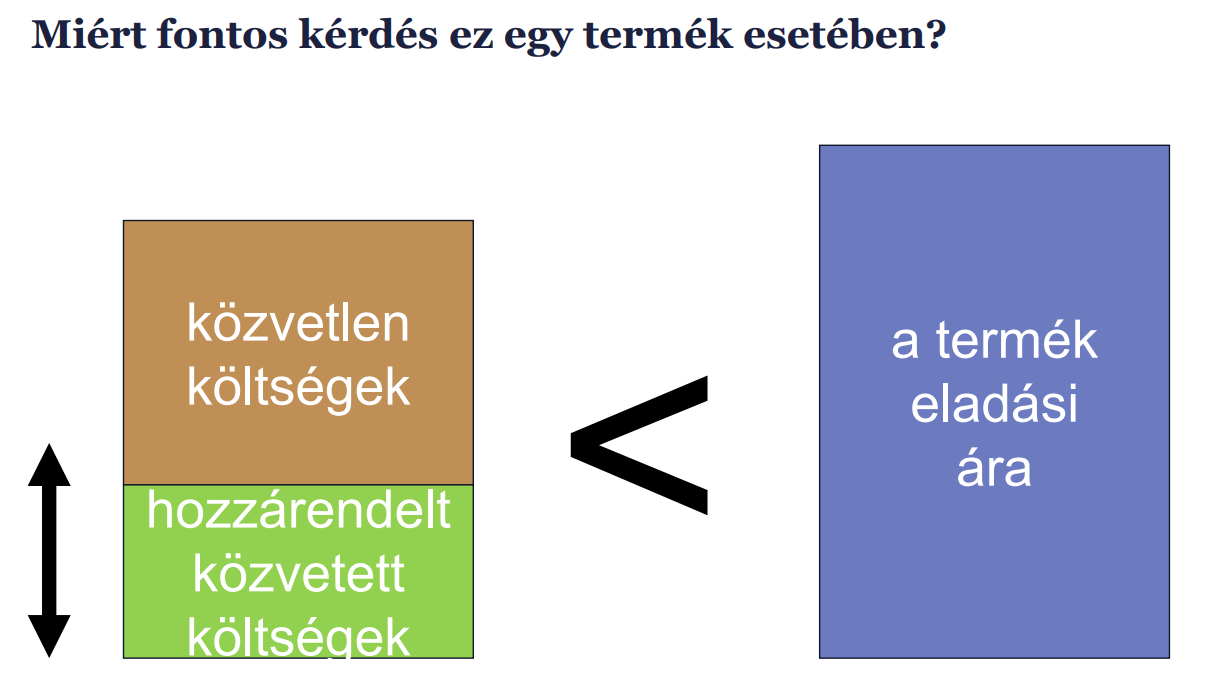 Miért fontos kérdés ez egy termék esetében?
közvetlen
költségek
hozzárendelt
közvetett
költségek
<
a termék
eladási
ára